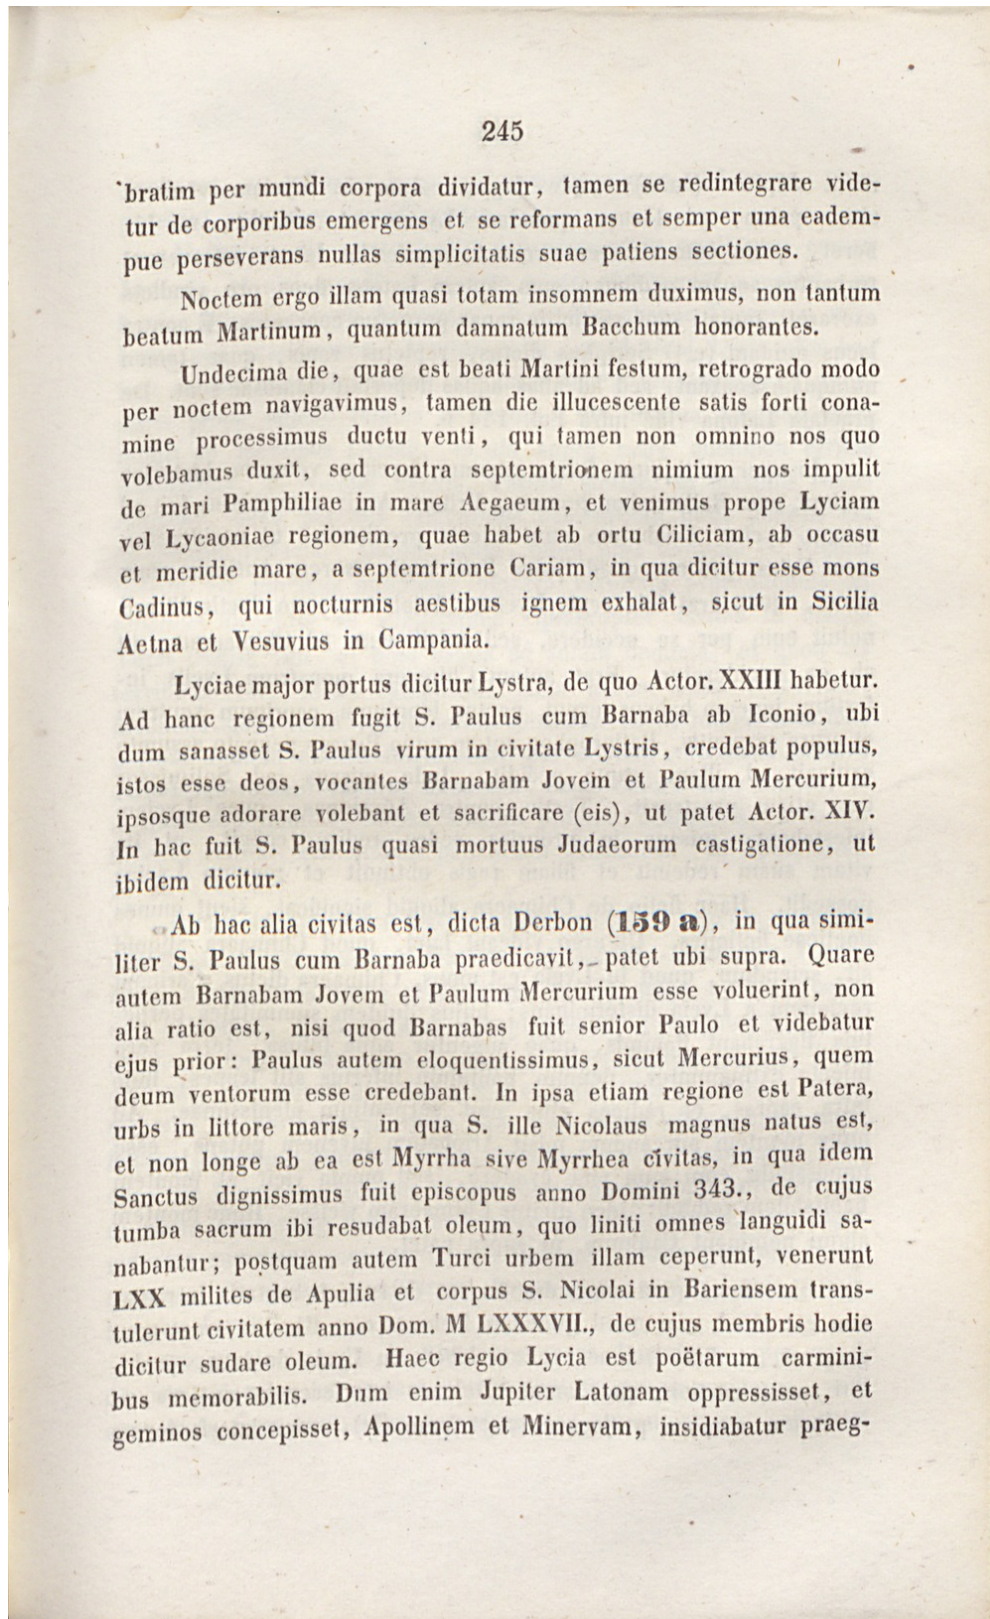 245
bratim per mundi corpora dividatur, tamen se redintegrare vide-
tur de corporibus emergens et se reformans et semper una eadem-
pue perseverans nullas simplicitatis suae patiens sectiones.
Noctem ergo illam quasi totam insomnem duximus, non tantum
beatum Martinum, quantum damnatum Bacchum honorantes.
Undecima die, quae est beati Martini festum, retrogrado modo
per noctem navigavimus, tamen die illucescente satis forti cona-
mine processimus ductu venti, qui tamen non omnino nos quo
volebamus duxit, sed contra septemtrionem nimium nos impulit
de mari Pamphiliae in mare Aegaeum, et venimus prope Lyciam
vel Lycaoniae regionem, quae habet ab ortu Ciliciam, ab occasu
et meridie mare, a septemtrione Cariam, in qua dicitur esse mons
Cadinus, qui nocturnis aestibus ignem exhalat, sicut in Sicilia
Aetna et Vesuvius in Campania.
Lyciae major portus dicitur Lystra, de quo Actor. XXIII habetur.
Ad hanc regionem fugit S. Paulus cum Barnaba ab Iconio, ubi
dum sanasset S. Paulus virum in civitate Lystris, credebat populus,
istos esse deos, vocantes Barnabam Jovem et Paulum Mercurium,
ipsosque adorare volebant et sacrificare (eis), ut patet Actor. XIV.
In hac fuit S. Paulus quasi mortuus Judaeorum castigatione, ut
ibidem dicitur.
Ab hac alia civitas est, dicta Derbon (159 a), in qua simi-
liter S. Paulus cum Barnaba praedicavit, patet ubi supra. Quare
autem Barnabam Jovem et Paulum Mercurium esse voluerint, non
alia ratio est, nisi quod Barnabas fuit senior Paulo et videbatur
ejus prior: Paulus autem eloquentissimus, sicut Mercurius, quem
deum ventorum esse credebant. In ipsa etiam regione est Patera,
urbs in littore maris, in qua S. ille Nicolaus magnus natus est,
et non longe ab ea est Myrrha sive Myrrhea civitas, in qua idem
Sanctus dignissimus fuit episcopus anno Domini 343., de cujus
tumba sacrum ibi resudabat oleum, quo liniti omnes languidi sa-
nabantur; postquam autem Turci urbem illam ceperunt, venerunt
LXX milites de Apulia et corpus S. Nicolai in Bariensem trans-
tulerunt civitatem anno Dom. M LXXXVII., de cujus membris hodie
dicitur sudare oleum. Haec regio Lycia est poëtarum carmini-
bus memorabilis. Dum enim Jupiter Latonam oppressisset, et
geminos concepisset, Apollinem et Minervam, insidiabatur praeg-